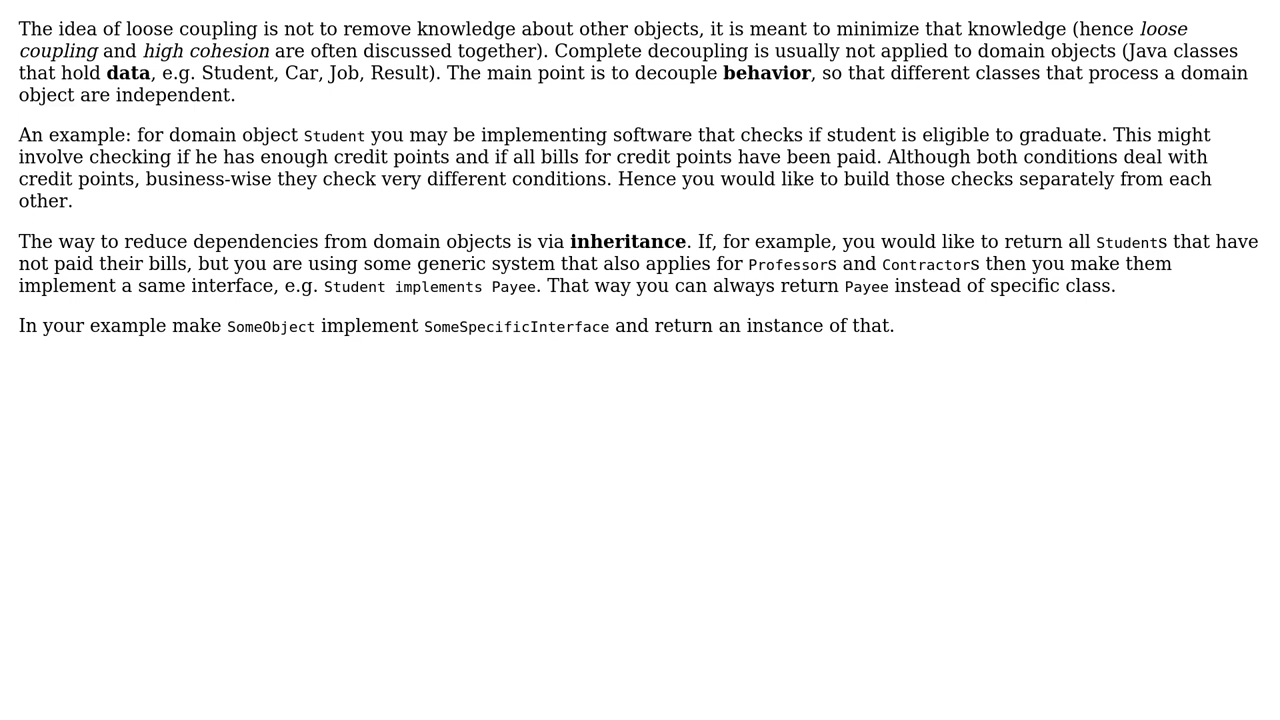 The idea of loose coupling is not to remove knowledge about other objects, it is meant to minimize that knowledge (hence loose
coupling and high cohesion are often discussed together). Complete decoupling is usually not applied to domain objects (Java classes
that hold data, e.g. Student, Car, Job, Result). The main point is to decouple behavior, so that different classes that process a domain
object are independent.
An example: for domain object Student you may be implementing software that checks if student is eligible to graduate. This might
involve checking if he has enough credit points and if all bills for credit points have been paid. Although both conditions deal with
credit points, business-wise they check very different conditions. Hence you would like to build those checks separately from each
other.
The way to reduce dependencies from domain objects is via inheritance. If, for example, you would like to return all Students that have
not paid their bills, but you are using some generic system that also applies for Professors and Contractors then you make them
implement a same interface, e.g. Student implements Payee. That way you can always return Payee instead of specific class.
In your example make SomeObject implement SomeSpecificInterface and return an instance of that.